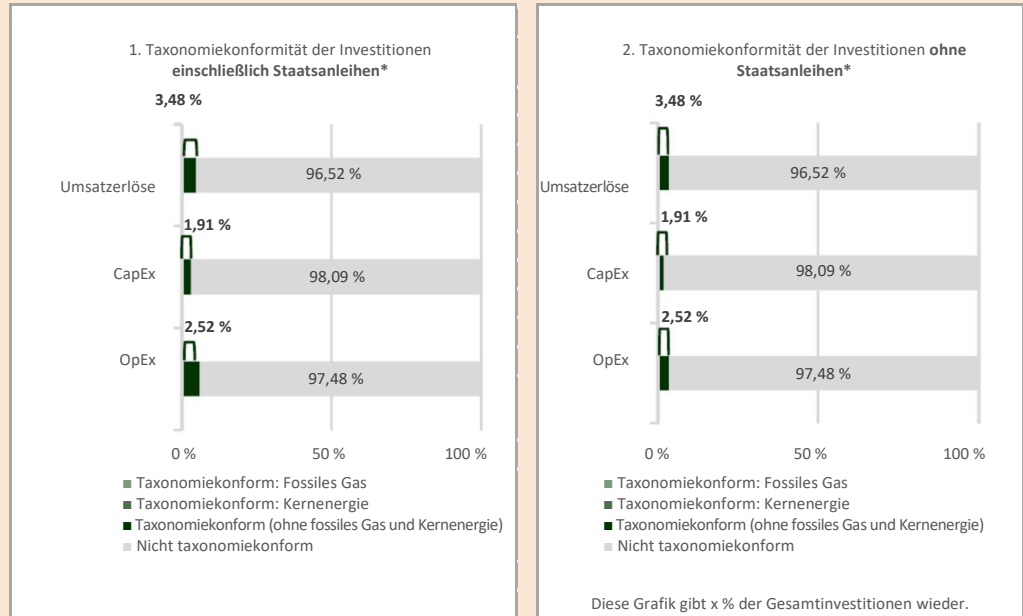 1. Taxonomiekonformität der Investitionen
einschließlich Staatsanleihen*
3,48 %
Umsatzerlöse
96,52 %
1,91 %
CapEx
98,09 %
2,52 %
OpEx
97,48 %
0 %
50 %
100 %
Taxonomiekonform: Fossiles Gas
Taxonomiekonform: Kernenergie
Taxonomiekonform (ohne fossiles Gas und Kernenergie)
Nicht taxonomiekonform
2. Taxonomiekonformität der Investitionen ohne
Staatsanleihen*
3,48 %
Umsatzerlöse
96,52 %
1,91 %
CapEx
98,09 %
2,52 %
OpEx
97,48 %
0 %
50 %
100 %
Taxonomiekonform: Fossiles Gas
Taxonomiekonform: Kernenergie
Taxonomiekonform (ohne fossiles Gas und Kernenergie)
Nicht taxonomiekonform
Diese Grafik gibt x % der Gesamtinvestitionen wieder.